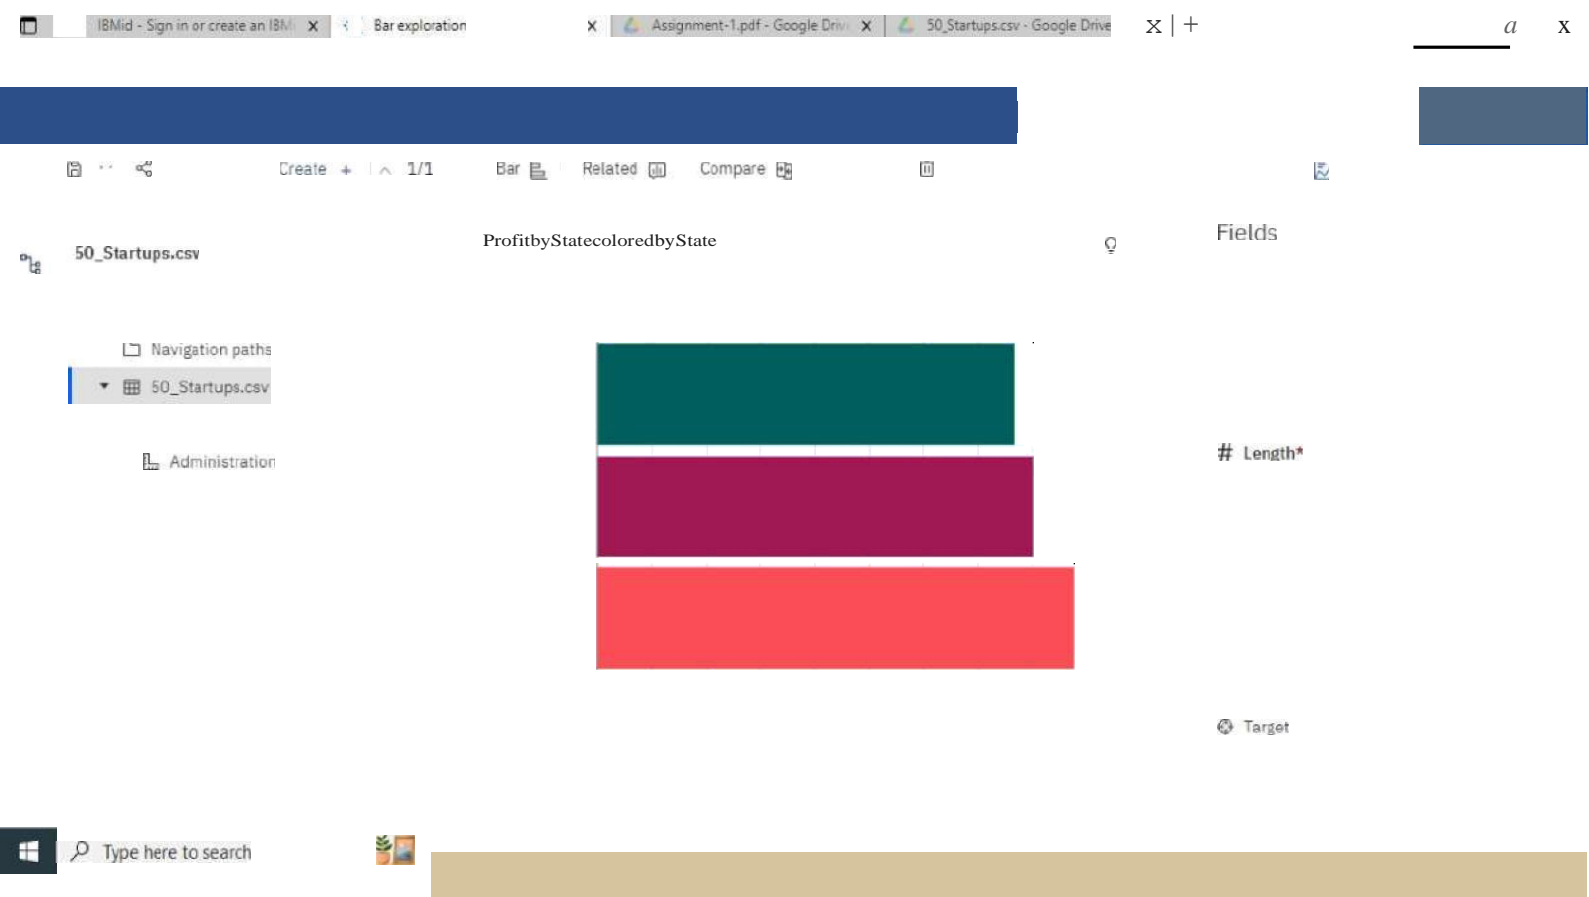 IBMid - Sign in or create an IBMi X Bar exploration X Assignment-1.pdf - Google Driv X 50_Startups.csv - Google Drive X | + a x
Create + 1/1 Bar Related Compare
50_Startups.csv
ProfitbyStatecoloredbyState
Fields
Navigation paths
50_Startups.csv
# Length*
Administration
Target
Type here to search